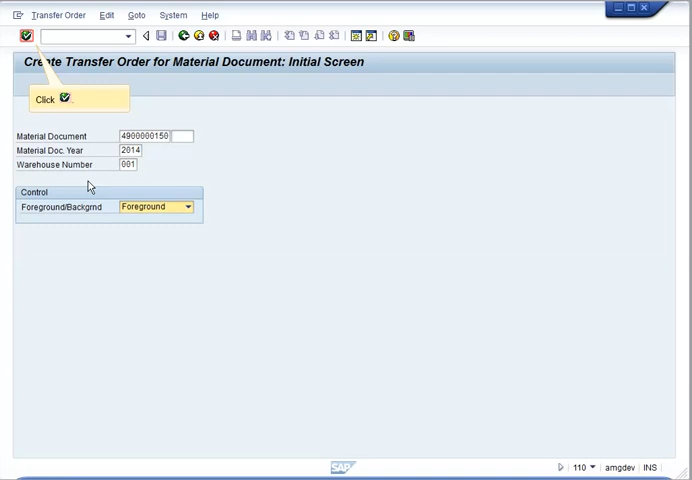 Transfer Order Edit Goto System Help
Create Transfer Order for Material Document: Initial Screen
Click
Material Document 4900000150
Material Doc. Year 2014
Warehouse Number 001
Control
Foreground/Backgrnd Foreground
SAP 110 amgdev INS